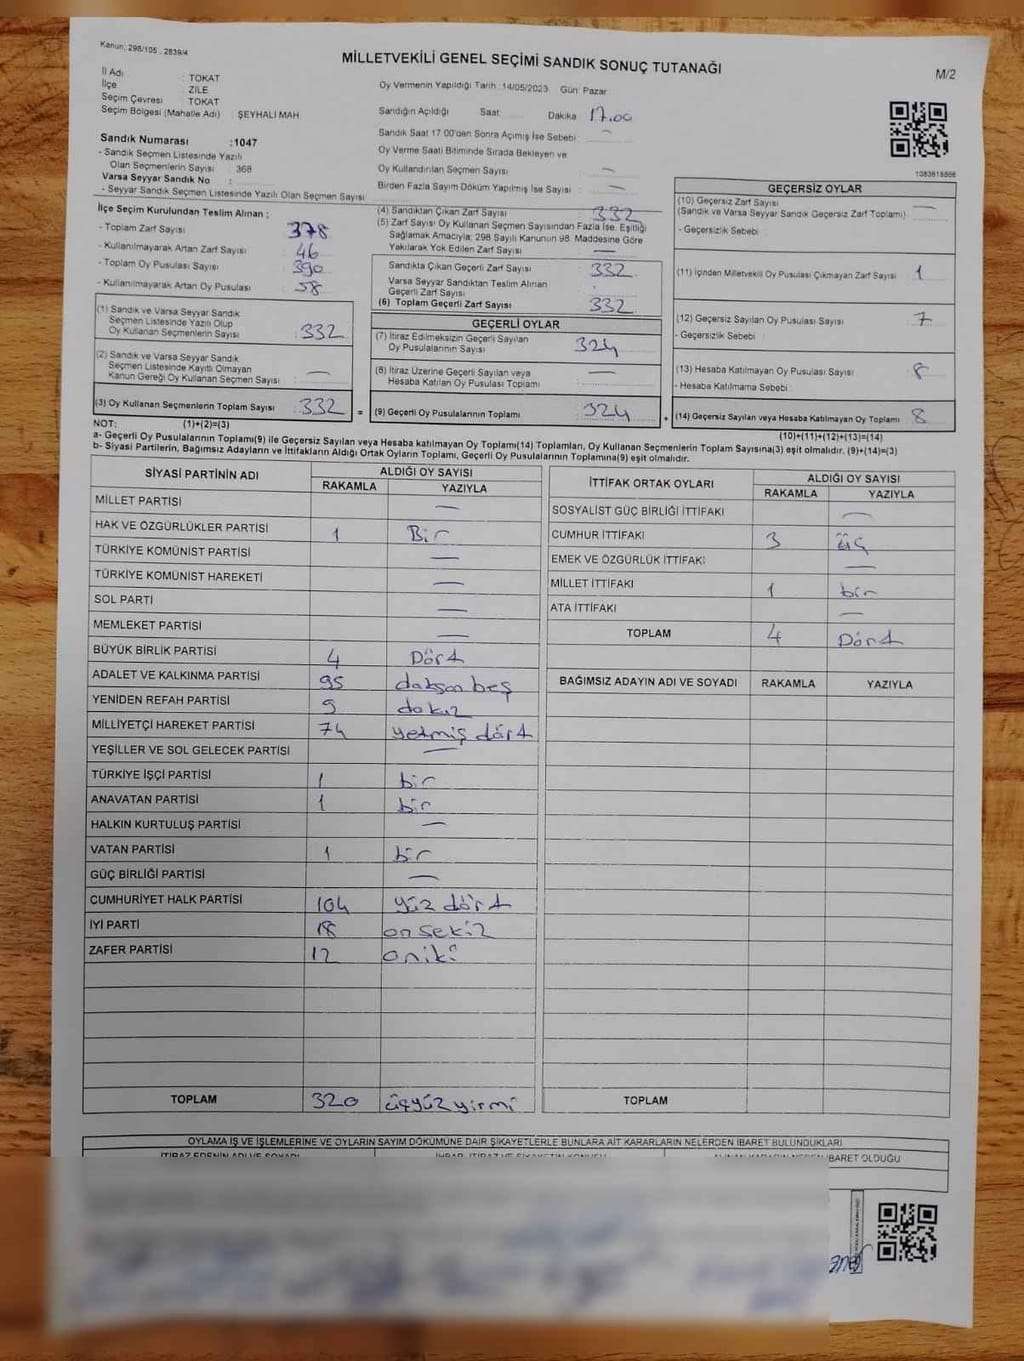 Kanun: 298/105 , 2839/4
MİLLETVEKİLİ GENEL SEÇİMİ SANDIK SONUÇ TUTANAĞI
M/2
İl Adı : TOKAT
İlçe : ZİLE
Seçim Çevresi : TOKAT
Seçim Bölgesi (Mahalle Adı) : ŞEYHALİ MAH
Oy Vermenin Yapıldığı Tarih : 14/05/2023 Gün: Pazar
Sandığın Açıldığı Saat Dakika 17.00
Sandık Saat 17:00'den Sonra Açılmış İse Sebebi :
Oy Verme Saati Bitiminde Sırada Bekleyen ve
Oy Kullandırılan Seçmen Sayısı : —
Birden Fazla Sayım Döküm Yapılmış İse Sayısı : —
1083618566
Sandık Numarası :1047
- Sandık Seçmen Listesinde Yazılı
Olan Seçmenlerin Sayısı : 368
Varsa Seyyar Sandık No :
- Seyyar Sandık Seçmen Listesinde Yazılı Olan Seçmen Sayısı :
İlçe Seçim Kurulundan Teslim Alınan ;
- Toplam Zarf Sayısı : 378
- Kullanılmayarak Artan Zarf Sayısı : 46
- Toplam Oy Pusulası Sayısı : 390
- Kullanılmayarak Artan Oy Pusulası : 58
(1) Sandık ve Varsa Seyyar Sandık
Seçmen Listesinde Yazılı Olup
Oy Kullanan Seçmenlerin Sayısı : 332
(2) Sandık ve Varsa Seyyar Sandık
Seçmen Listesinde Kayıtlı Olmayan
Kanun Gereği Oy Kullanan Seçmen Sayısı : —
(3) Oy Kullanan Seçmenlerin Toplam Sayısı : 332
(4) Sandıktan Çıkan Zarf Sayısı : 332
(5) Zarf Sayısı Oy Kullanan Seçmen Sayısından Fazla İse, Eşitliği
Sağlamak Amacıyla; 298 Sayılı Kanunun 98. Maddesine Göre
Yakılarak Yok Edilen Zarf Sayısı : —
Sandıkta Çıkan Geçerli Zarf Sayısı : 332
Varsa Seyyar Sandıktan Teslim Alınan
Geçerli Zarf Sayısı :
(6) Toplam Geçerli Zarf Sayısı : 332
GEÇERLİ OYLAR
(7) İtiraz Edilmeksizin Geçerli Sayılan
Oy Pusulalarının Sayısı : 324
(8) İtiraz Üzerine Geçerli Sayılan veya
Hesaba Katılan Oy Pusulası Toplamı : —
= (9) Geçerli Oy Pusulalarının Toplamı : 324
GEÇERSİZ OYLAR
(10) Geçersiz Zarf Sayısı
(Sandık ve Varsa Seyyar Sandık Geçersiz Zarf Toplamı) : —
- Geçersizlik Sebebi :
(11) İçinden Milletvekili Oy Pusulası Çıkmayan Zarf Sayısı : 1
(12) Geçersiz Sayılan Oy Pusulası Sayısı : 7
- Geçersizlik Sebebi :
(13) Hesaba Katılmayan Oy Pusulası Sayısı : 8
- Hesaba Katılmama Sebebi :
+ (14) Geçersiz Sayılan veya Hesaba Katılmayan Oy Toplamı : 8
NOT: (1)+(2)=(3)
(10)+(11)+(12)+(13)=(14)
a- Geçerli Oy Pusulalarının Toplamı(9) ile Geçersiz Sayılan veya Hesaba katılmayan Oy Toplamı(14) Toplamları, Oy Kullanan Seçmenlerin Toplam Sayısına(3) eşit olmalıdır. (9)+(14)=(3)
b- Siyasi Partilerin, Bağımsız Adayların ve İttifakların Aldığı Ortak Oyların Toplamı, Geçerli Oy Pusulalarının Toplamına(9) eşit olmalıdır.
SİYASİ PARTİNİN ADI ALDIĞI OY SAYISI
RAKAMLA YAZIYLA
MİLLET PARTİSİ —
HAK VE ÖZGÜRLÜKLER PARTİSİ 1 Bir
TÜRKİYE KOMÜNİST PARTİSİ —
TÜRKİYE KOMÜNİST HAREKETİ —
SOL PARTİ —
MEMLEKET PARTİSİ —
BÜYÜK BİRLİK PARTİSİ 4 Dört
ADALET VE KALKINMA PARTİSİ 95 doksan beş
YENİDEN REFAH PARTİSİ 9 dokuz
MİLLİYETÇİ HAREKET PARTİSİ 74 yetmiş dört
YEŞİLLER VE SOL GELECEK PARTİSİ —
TÜRKİYE İŞÇİ PARTİSİ 1 bir
ANAVATAN PARTİSİ 1 bir
HALKIN KURTULUŞ PARTİSİ —
VATAN PARTİSİ 1 bir
GÜÇ BİRLİĞİ PARTİSİ —
CUMHURİYET HALK PARTİSİ 104 yüz dört
İYİ PARTİ 18 on sekiz
ZAFER PARTİSİ 12 oniki
TOPLAM 320 üçyüz yirmi
İTTİFAK ORTAK OYLARI ALDIĞI OY SAYISI
RAKAMLA YAZIYLA
SOSYALİST GÜÇ BİRLİĞİ İTTİFAKI —
CUMHUR İTTİFAKI 3 üç
EMEK VE ÖZGÜRLÜK İTTİFAKI —
MİLLET İTTİFAKI 1 bir
ATA İTTİFAKI —
TOPLAM 4 Dört
BAĞIMSIZ ADAYIN ADI VE SOYADI RAKAMLA YAZIYLA
TOPLAM
OYLAMA İŞ VE İŞLEMLERİNE VE OYLARIN SAYIM DÖKÜMÜNE DAİR ŞİKAYETLERLE BUNLARA AİT KARARLARIN NELERDEN İBARET BULUNDUKLARI
İTİRAZ EDENİN ADI VE SOYADI
İBARET OLDUĞU